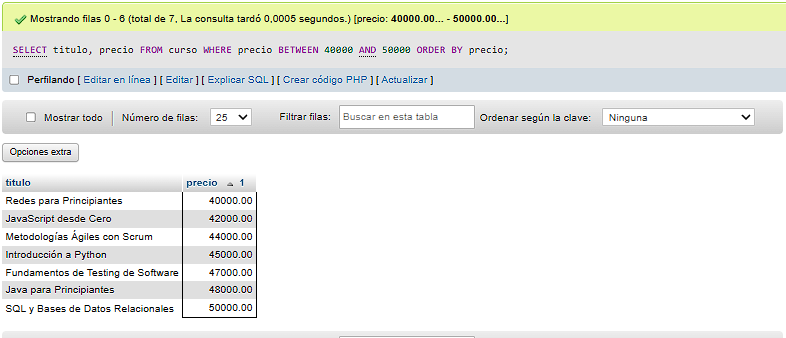 Mostrando filas 0 - 6 (total de 7, La consulta tardó 0,0005 segundos.) [precio: 40000.00... - 50000.00...]
SELECT titulo, precio FROM curso WHERE precio BETWEEN 40000 AND 50000 ORDER BY precio;
Perfilando [ Editar en línea ] [ Editar ] [ Explicar SQL ] [ Crear código PHP ] [ Actualizar ]
Mostrar todo | Número de filas: 25 Filtrar filas: Buscar en esta tabla Ordenar según la clave: Ninguna
Opciones extra
titulo precio 1
Redes para Principiantes 40000.00
JavaScript desde Cero 42000.00
Metodologías Ágiles con Scrum 44000.00
Introducción a Python 45000.00
Fundamentos de Testing de Software 47000.00
Java para Principiantes 48000.00
SQL y Bases de Datos Relacionales 50000.00